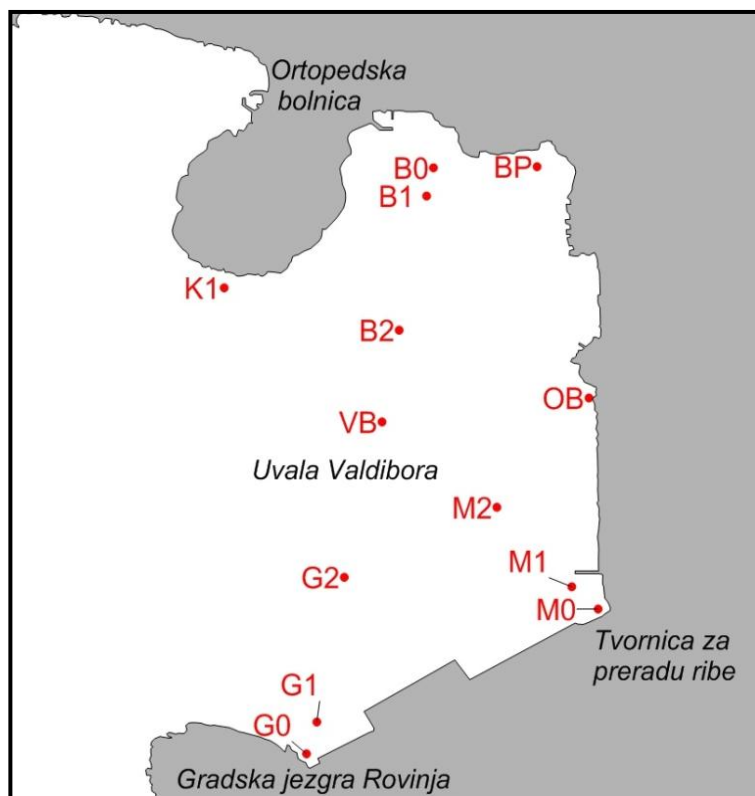 Ortopedska
bolnica
B0
BP
B1
K1
B2
OB
VB
Uvala Valdibora
M2
G2
M1
M0
Tvornica za
preradu ribe
G1
G0
Gradska jezgra Rovinja